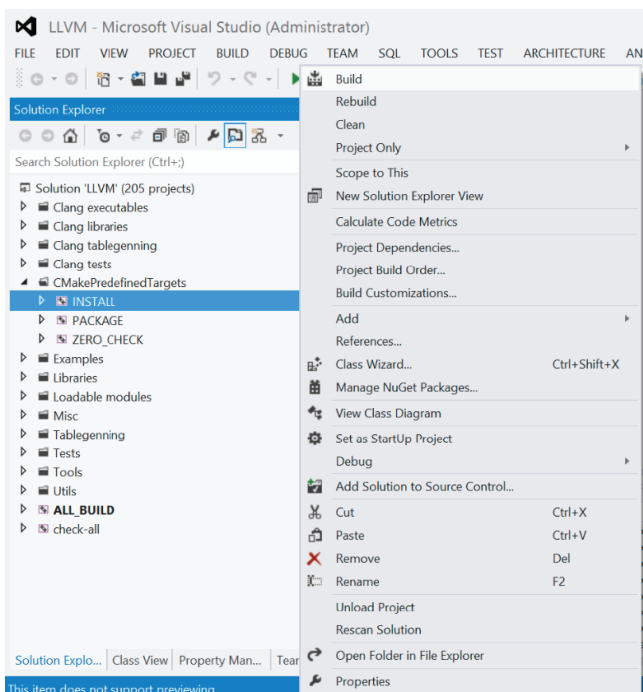 LLVM - Microsoft Visual Studio (Administrator)
FILE EDIT VIEW PROJECT BUILD DEBUG TEAM SQL TOOLS TEST ARCHITECTURE AN
Solution Explorer
Search Solution Explorer (Ctrl+;)
Solution 'LLVM' (205 projects)
Clang executables
Clang libraries
Clang tablegenning
Clang tests
CMakePredefinedTargets
INSTALL
PACKAGE
ZERO_CHECK
Examples
Libraries
Loadable modules
Misc
Tablegenning
Tests
Tools
Utils
ALL_BUILD
check-all
Solution Explo... Class View Property Man... Tear
This item does not support previewing
Build
Rebuild
Clean
Project Only
Scope to This
New Solution Explorer View
Calculate Code Metrics
Project Dependencies...
Project Build Order...
Build Customizations...
Add
References...
Class Wizard... Ctrl+Shift+X
Manage NuGet Packages...
View Class Diagram
Set as StartUp Project
Debug
Add Solution to Source Control...
Cut Ctrl+X
Paste Ctrl+V
Remove Del
Rename F2
Unload Project
Rescan Solution
Open Folder in File Explorer
Properties